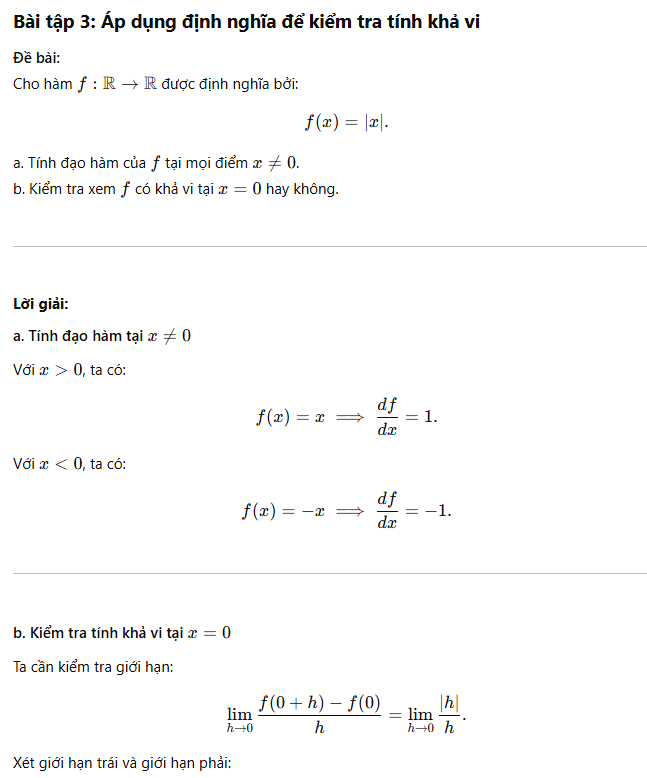 Bài tập 3: Áp dụng định nghĩa để kiểm tra tính khả vi
Đề bài:
Cho hàm f : ℝ → ℝ được định nghĩa bởi:
f(x) = |x|.
a. Tính đạo hàm của f tại mọi điểm x ≠ 0.
b. Kiểm tra xem f có khả vi tại x = 0 hay không.
Lời giải:
a. Tính đạo hàm tại x ≠ 0
Với x > 0, ta có:
f(x) = x ⟹ df/dx = 1.
Với x < 0, ta có:
f(x) = −x ⟹ df/dx = −1.
b. Kiểm tra tính khả vi tại x = 0
Ta cần kiểm tra giới hạn:
lim h→0 (f(0 + h) − f(0))/h = lim h→0 |h|/h.
Xét giới hạn trái và giới hạn phải: